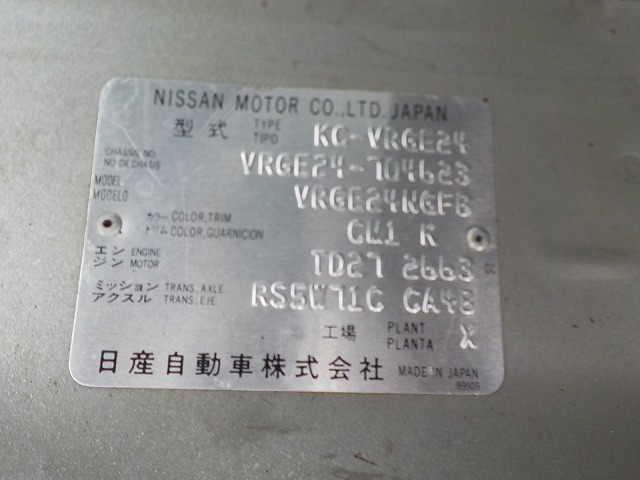 NISSAN MOTOR CO.,LTD. JAPAN
型式 TYPE TIPO KC-VRGE24
CHASSIS NO. NO DE CHASIS VRGE24-704623
MODEL MODELO VRGE24NGFB
カラー COLOR,TRIM
トリム COLOR,GUARNICION K
エンジン ENGINE MOTOR TD27 2663 CC
ミッション TRANS.,AXLE
アクスル TRANS.,EJE RS5W71C CA48
工場 PLANT PLANTA X
日産自動車株式会社 MADE IN JAPAN